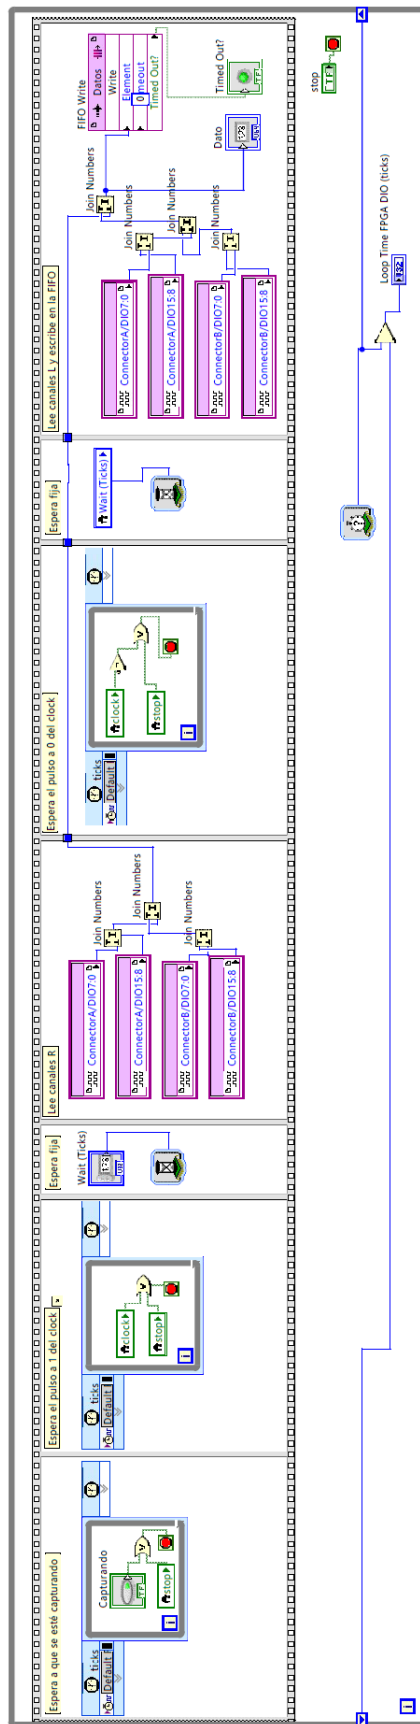 Espera a que se esté capturando
ticks
Default
Capturando
TF
stop
i
Espera el pulso a 1 del clock
ticks
Default
clock
stop
i
Espera fija
Wait (Ticks)
Lee canales R
ConnectorA/DIO7:0
ConnectorA/DIO15:8
ConnectorB/DIO7:0
ConnectorB/DIO15:8
Join Numbers
Join Numbers
Join Numbers
Espera el pulso a 0 del clock
ticks
Default
clock
stop
i
Espera fija
Wait (Ticks)
Lee canales L y escribe en la FIFO
ConnectorA/DIO7:0
ConnectorA/DIO15:8
ConnectorB/DIO7:0
ConnectorB/DIO15:8
Join Numbers
Join Numbers
Join Numbers
Join Numbers
FIFO Write
Datos
Write
Element
Timeout
0
Timed Out?
Timed Out?
TF
Dato
U64
stop
TF
Loop Time FPGA DIO (ticks)
i